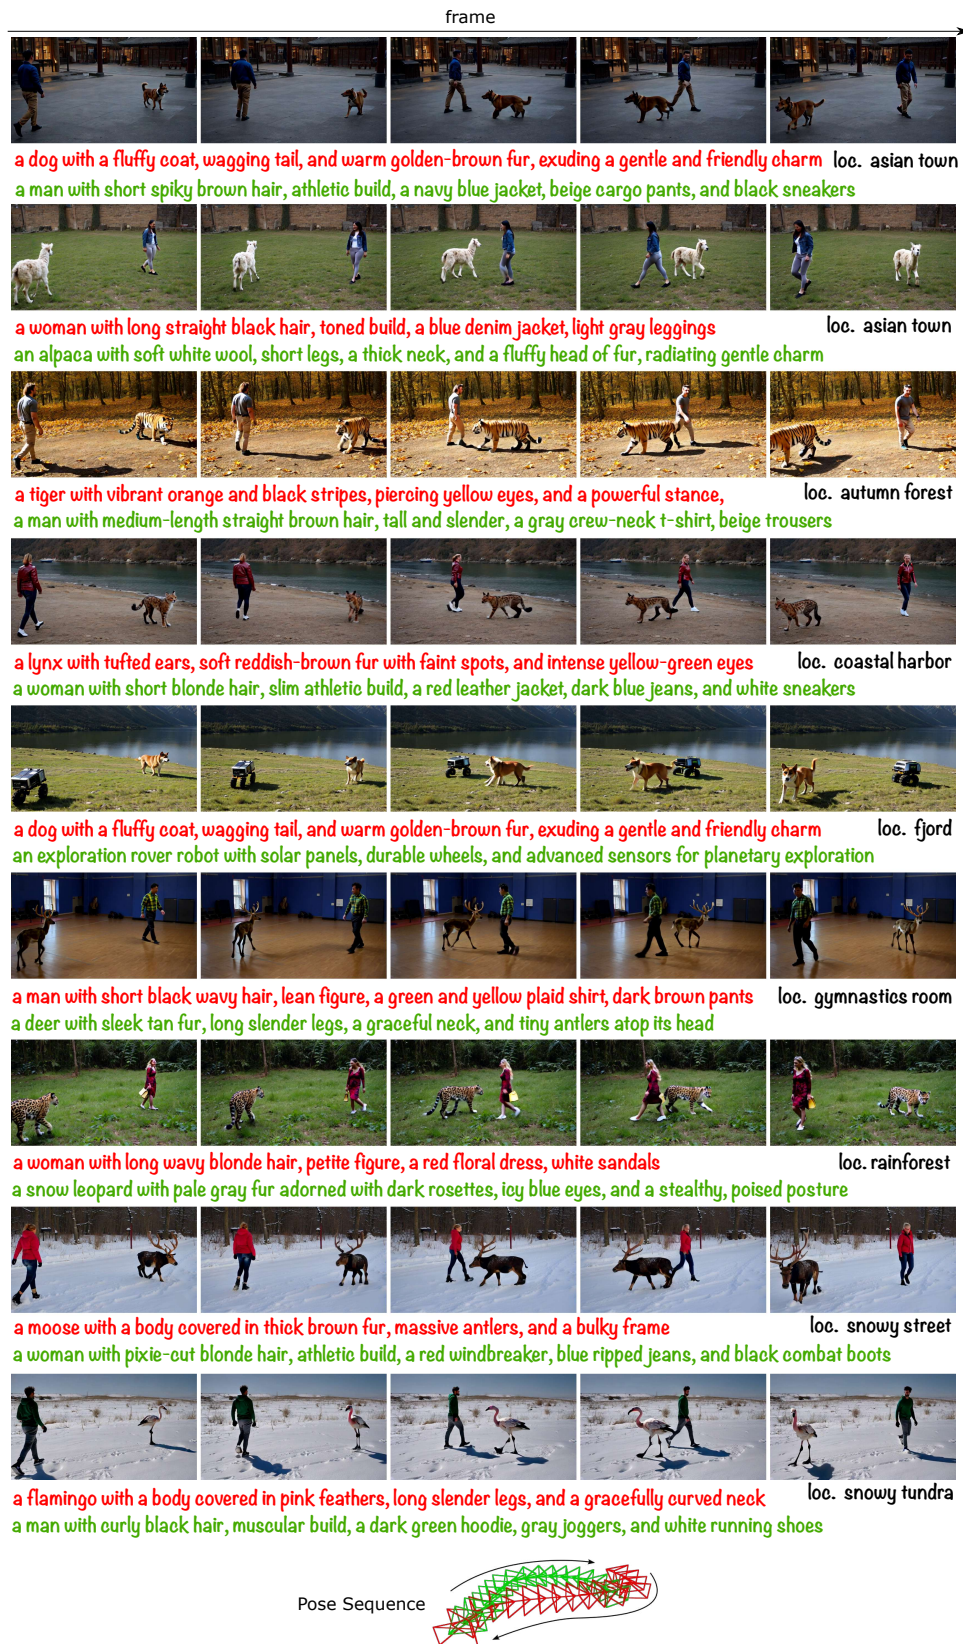 frame
a dog with a fluffy coat, wagging tail, and warm golden-brown fur, exuding a gentle and friendly charm loc. asian town
a man with short spiky brown hair, athletic build, a navy blue jacket, beige cargo pants, and black sneakers
a woman with long straight black hair, toned build, a blue denim jacket, light gray leggings loc. asian town
an alpaca with soft white wool, short legs, a thick neck, and a fluffy head of fur, radiating gentle charm
a tiger with vibrant orange and black stripes, piercing yellow eyes, and a powerful stance, loc. autumn forest
a man with medium-length straight brown hair, tall and slender, a gray crew-neck t-shirt, beige trousers
a lynx with tufted ears, soft reddish-brown fur with faint spots, and intense yellow-green eyes loc. coastal harbor
a woman with short blonde hair, slim athletic build, a red leather jacket, dark blue jeans, and white sneakers
a dog with a fluffy coat, wagging tail, and warm golden-brown fur, exuding a gentle and friendly charm loc. fjord
an exploration rover robot with solar panels, durable wheels, and advanced sensors for planetary exploration
a man with short black wavy hair, lean figure, a green and yellow plaid shirt, dark brown pants loc. gymnastics room
a deer with sleek tan fur, long slender legs, a graceful neck, and tiny antlers atop its head
a woman with long wavy blonde hair, petite figure, a red floral dress, white sandals loc. rainforest
a snow leopard with pale gray fur adorned with dark rosettes, icy blue eyes, and a stealthy, poised posture
a moose with a body covered in thick brown fur, massive antlers, and a bulky frame loc. snowy street
a woman with pixie-cut blonde hair, athletic build, a red windbreaker, blue ripped jeans, and black combat boots
a flamingo with a body covered in pink feathers, long slender legs, and a gracefully curved neck loc. snowy tundra
a man with curly black hair, muscular build, a dark green hoodie, gray joggers, and white running shoes
Pose Sequence